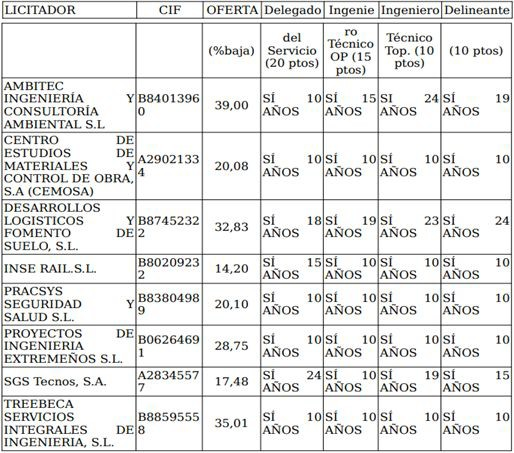 LICITADOR CIF OFERTA Delegado Ingenie Ingeniero Delineante
(%baja) del Servicio (20 ptos) ro Técnico OP (15 ptos) Técnico Top. (10 ptos) (10 ptos)
AMBITEC INGENIERÍA Y CONSULTORÍA AMBIENTAL S.L B84013960 39,00 SÍ 10 AÑOS SÍ 15 AÑOS SI 24 AÑOS SÍ 19 AÑOS
CENTRO DE ESTUDIOS DE MATERIALES Y CONTROL DE OBRA, S.A (CEMOSA) A29021334 20,08 SÍ 10 AÑOS SÍ 10 AÑOS SÍ 10 AÑOS SÍ 10 AÑOS
DESARROLLOS LOGISTICOS Y FOMENTO DE SUELO, S.L. B87452322 32,83 SÍ 18 AÑOS SÍ 19 AÑOS SÍ 23 AÑOS SÍ 24 AÑOS
INSE RAIL.S.L. B80209232 14,20 SÍ 15 AÑOS SÍ 10 AÑOS SÍ 10 AÑOS SÍ 10 AÑOS
PRACSYS SEGURIDAD Y SALUD S.L. B83804989 20,10 SÍ 10 AÑOS SÍ 10 AÑOS SÍ 10 AÑOS SÍ 10 AÑOS
PROYECTOS DE INGENIERIA EXTREMEÑOS S.L. B06264691 28,75 SÍ 10 AÑOS SÍ 10 AÑOS SÍ 10 AÑOS SÍ 10 AÑOS
SGS Tecnos, S.A. A28345577 17,48 SÍ 24 AÑOS SÍ 10 AÑOS SÍ 19 AÑOS SÍ 15 AÑOS
TREEBECA SERVICIOS INTEGRALES DE INGENIERIA, S.L. B88595558 35,01 SÍ 10 AÑOS SÍ 10 AÑOS SÍ 10 AÑOS SÍ 10 AÑOS